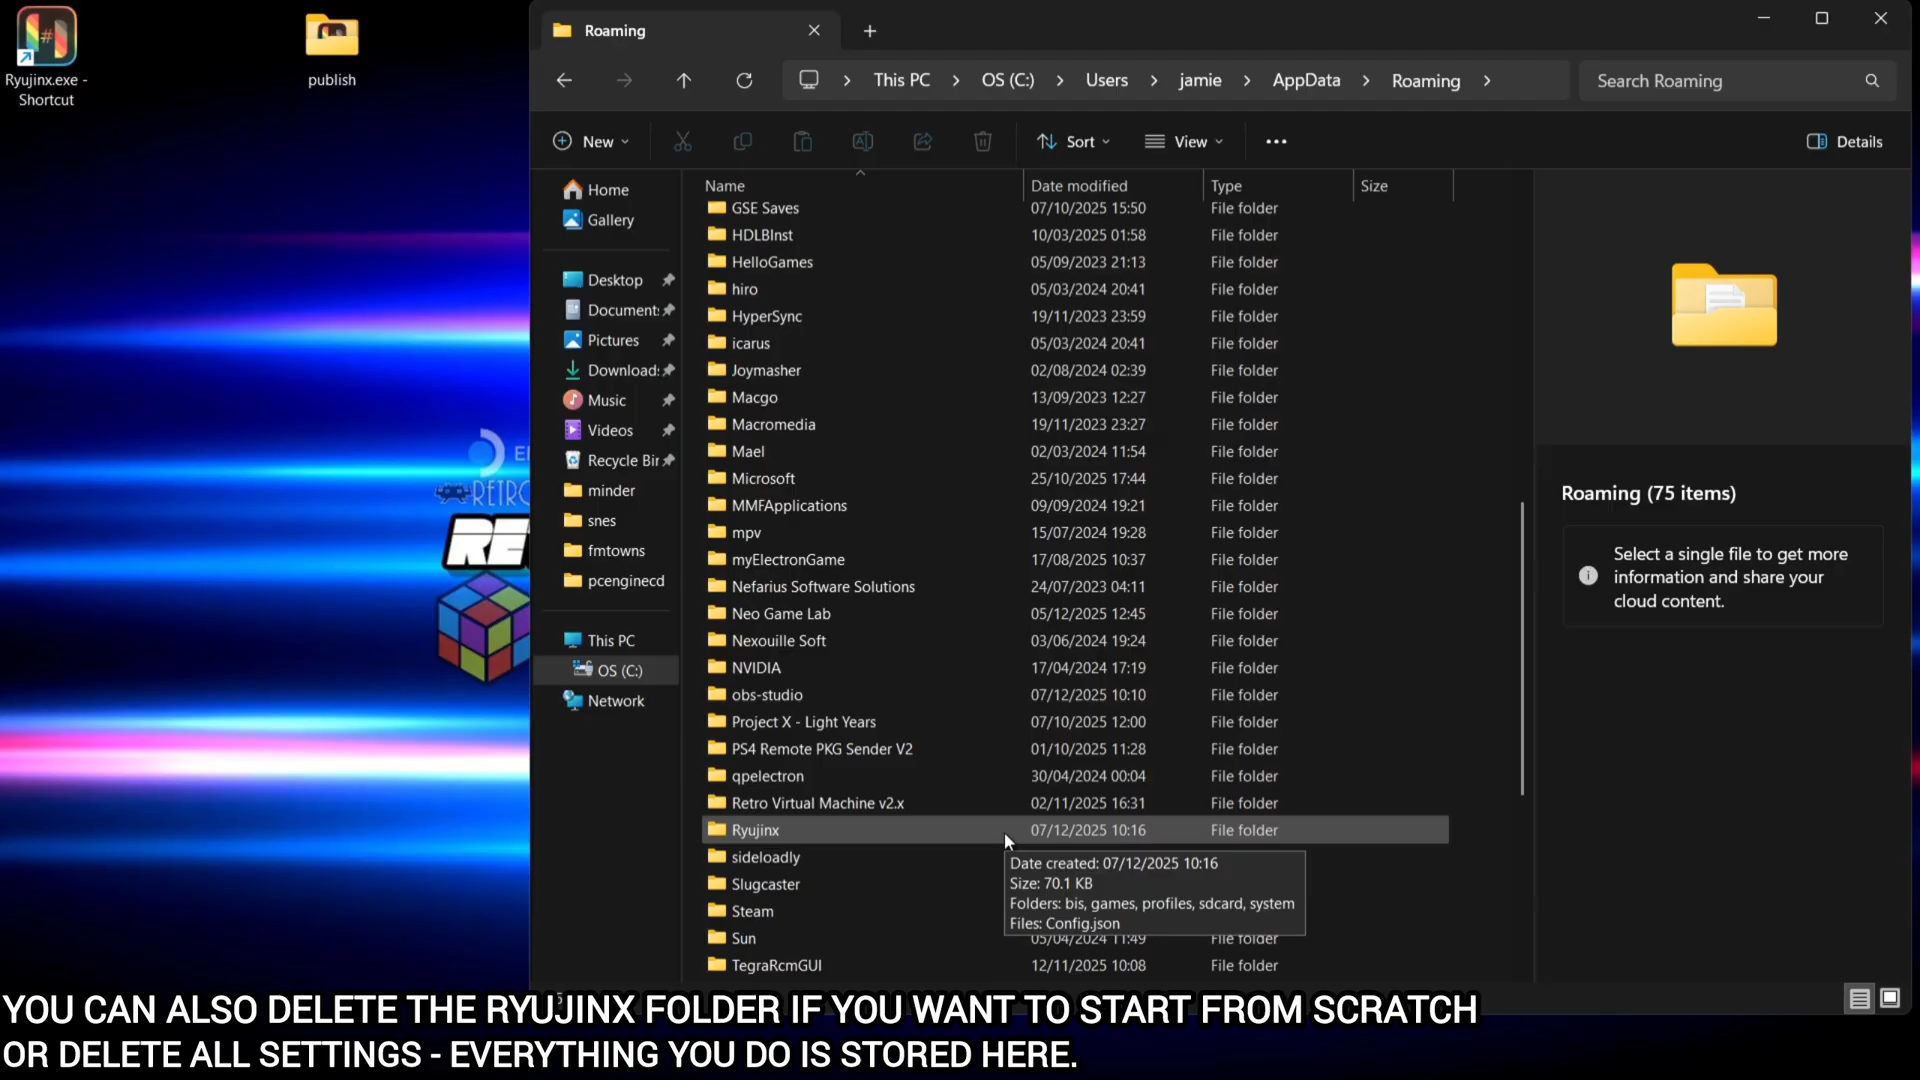 Ryujinx.exe -
Shortcut
publish
Roaming
This PC
OS (C:)
Users
jamie
AppData
Roaming
Search Roaming
New
Sort
View
Details
Home
Gallery
Desktop
Document:
Pictures
Download:
Music
Videos
Recycle Bir
minder
snes
fmtowns
pcenginecd
This PC
OS (C:)
Network
Name Date modified Type Size
GSE Saves 07/10/2025 15:50 File folder
HDLBInst 10/03/2025 01:58 File folder
HelloGames 05/09/2023 21:13 File folder
hiro 05/03/2024 20:41 File folder
HyperSync 19/11/2023 23:59 File folder
icarus 05/03/2024 20:41 File folder
Joymasher 02/08/2024 02:39 File folder
Macgo 13/09/2023 12:27 File folder
Macromedia 19/11/2023 23:27 File folder
Mael 02/03/2024 11:54 File folder
Microsoft 25/10/2025 17:44 File folder
MMFApplications 09/09/2024 19:21 File folder
mpv 15/07/2024 19:28 File folder
myElectronGame 17/08/2025 10:37 File folder
Nefarius Software Solutions 24/07/2023 04:11 File folder
Neo Game Lab 05/12/2025 12:45 File folder
Nexouille Soft 03/06/2024 19:24 File folder
NVIDIA 17/04/2024 17:19 File folder
obs-studio 07/12/2025 10:10 File folder
Project X - Light Years 07/10/2025 12:00 File folder
PS4 Remote PKG Sender V2 01/10/2025 11:28 File folder
qpelectron 30/04/2024 00:04 File folder
Retro Virtual Machine v2.x 02/11/2025 16:31 File folder
Ryujinx 07/12/2025 10:16 File folder
sideloadly
Slugcaster
Steam
Sun 05/04/2024 11:49 File folder
TegraRcmGUI 12/11/2025 10:08 File folder
Date created: 07/12/2025 10:16
Size: 70.1 KB
Folders: bis, games, profiles, sdcard, system
Files: Config.json
Roaming (75 items)
Select a single file to get more
information and share your
cloud content.
E
RETRO
RE
YOU CAN ALSO DELETE THE RYUJINX FOLDER IF YOU WANT TO START FROM SCRATCH
OR DELETE ALL SETTINGS - EVERYTHING YOU DO IS STORED HERE.